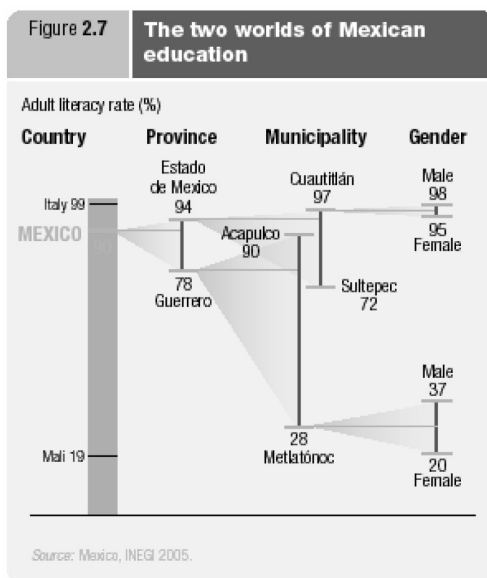 Figure 2.7
The two worlds of Mexican
education
Adult literacy rate (%)
Country
Province
Municipality
Gender
Italy 99
MEXICO
90
Mali 19
Estado
de Mexico
94
78
Guerrero
Cuautitlán
97
Acapulco
90
Sultepec
72
28
Metlatónoc
Male
98
95
Female
Male
37
20
Female
Source: Mexico, INEGI 2005.